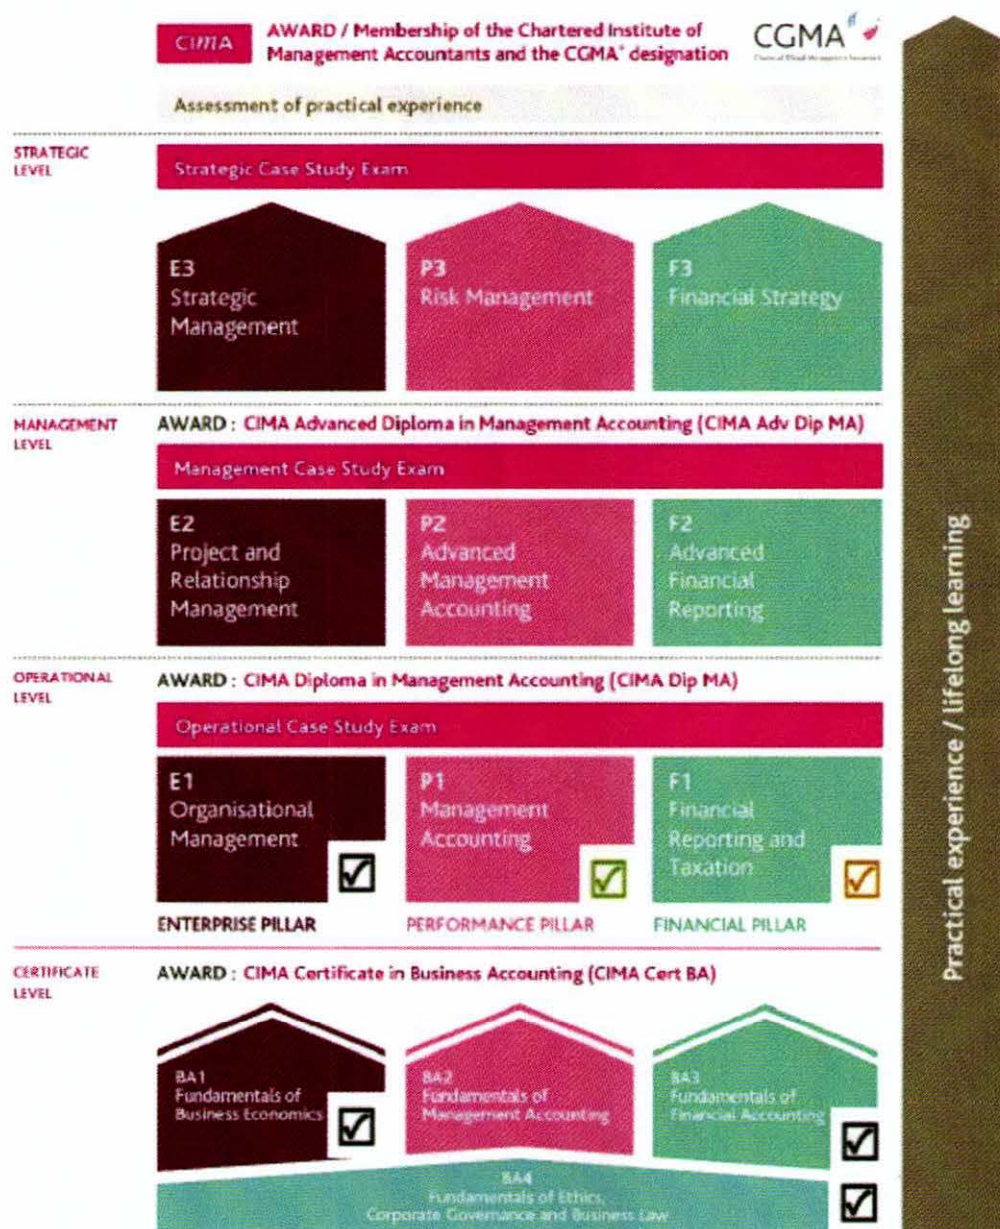 CIMA
AWARD / Membership of the Chartered Institute of
Management Accountants and the CGMA® designation
CGMA
Assessment of practical experience
STRATEGIC
LEVEL
Strategic Case Study Exam
E3
Strategic
Management
P3
Risk Management
F3
Financial Strategy
MANAGEMENT
LEVEL
AWARD : CIMA Advanced Diploma in Management Accounting (CIMA Adv Dip MA)
Management Case Study Exam
E2
Project and
Relationship
Management
P2
Advanced
Management
Accounting
F2
Advanced
Financial
Reporting
OPERATIONAL
LEVEL
AWARD : CIMA Diploma in Management Accounting (CIMA Dip MA)
Operational Case Study Exam
E1
Organisational
Management
P1
Management
Accounting
F1
Financial
Reporting and
Taxation
ENTERPRISE PILLAR
PERFORMANCE PILLAR
FINANCIAL PILLAR
CERTIFICATE
LEVEL
AWARD : CIMA Certificate in Business Accounting (CIMA Cert BA)
BA1
Fundamentals of
Business Economics
BA2
Fundamentals of
Management Accounting
BA3
Fundamentals of
Financial Accounting
BA4
Fundamentals of Ethics,
Corporate Governance and Business Law
Practical experience / lifelong learning